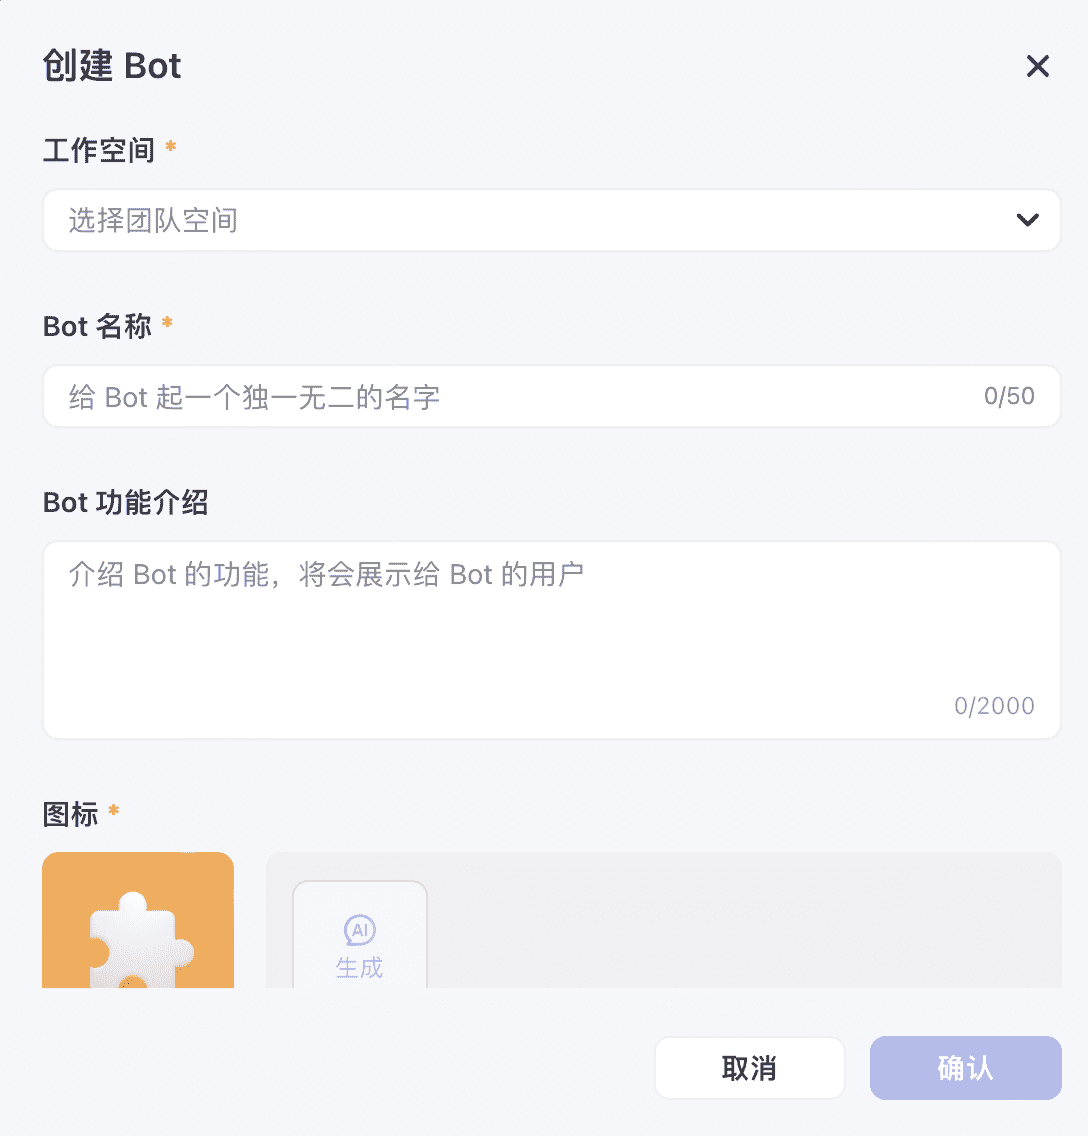 创建 Bot
工作空间 *
选择团队空间
Bot 名称 *
给 Bot 起一个独一无二的名字 0/50
Bot 功能介绍
介绍 Bot 的功能，将会展示给 Bot 的用户
0/2000
图标 *
AI
生成
取消 确认